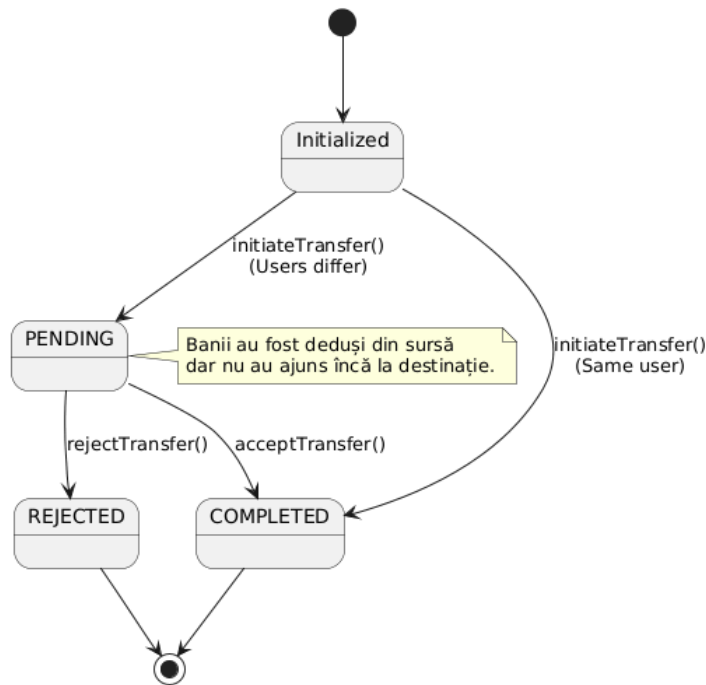 Initialized
initiateTransfer()
(Users differ)
initiateTransfer()
(Same user)
PENDING
Banii au fost deduși din sursă
dar nu au ajuns încă la destinație.
rejectTransfer()
acceptTransfer()
REJECTED
COMPLETED